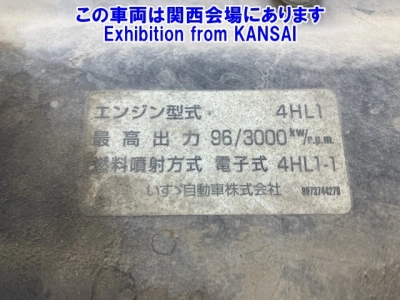 この車両は関西会場にあります
Exhibition from KANSAI
エンジン型式・ 4HL1
最高出力 96/3000 kW/r.p.m.
燃料噴射方式 電子式 4HL1-1
いすゞ自動車株式会社 8973744270